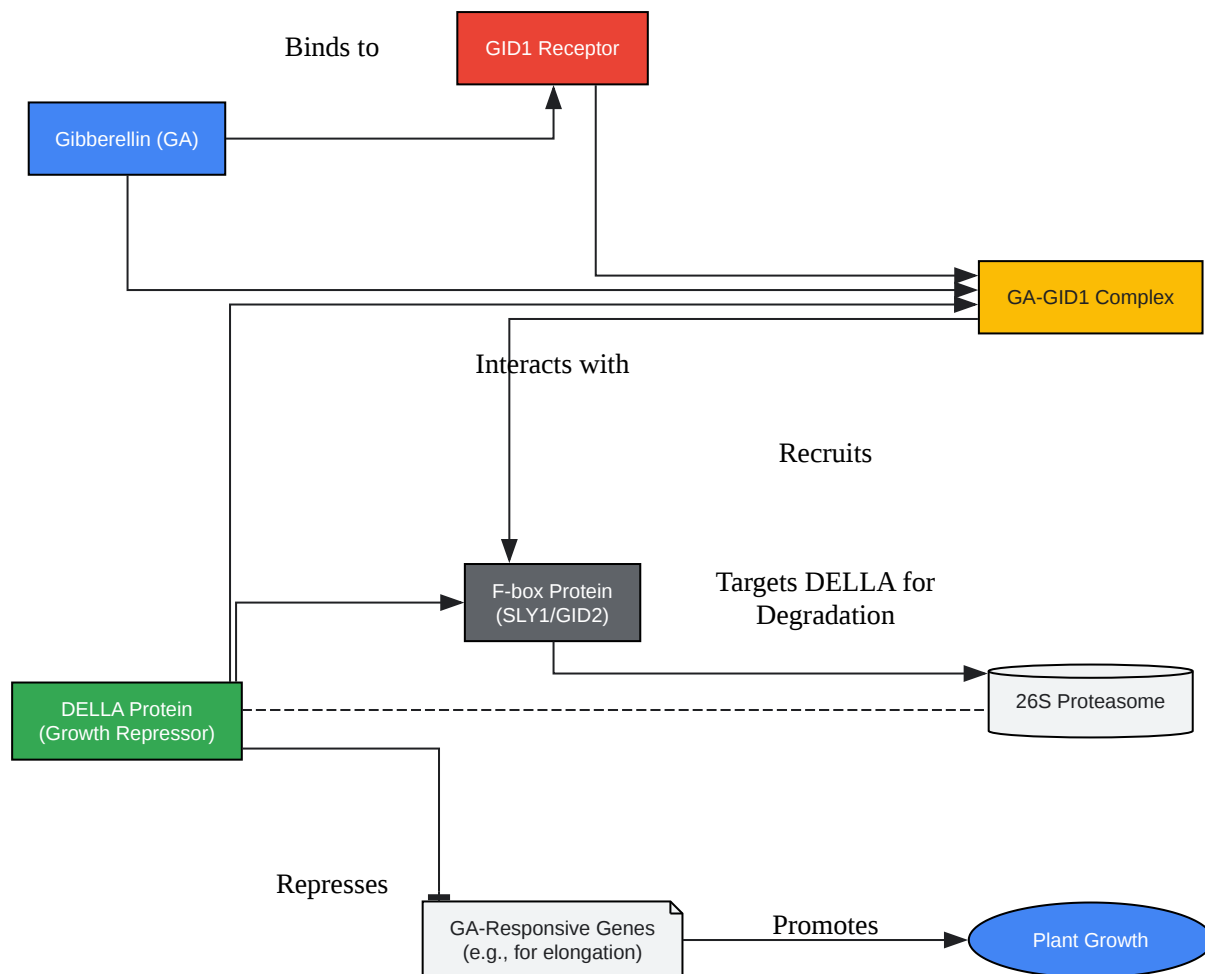 Binds to
GID1 Receptor
Gibberellin (GA)
GA-GID1 Complex
Interacts with
Recruits
F-box Protein
(SLY1/GID2)
Targets DELLA for
Degradation
DELLA Protein
(Growth Repressor)
26S Proteasome
Represses
GA-Responsive Genes
(e.g., for elongation)
Promotes
Plant Growth